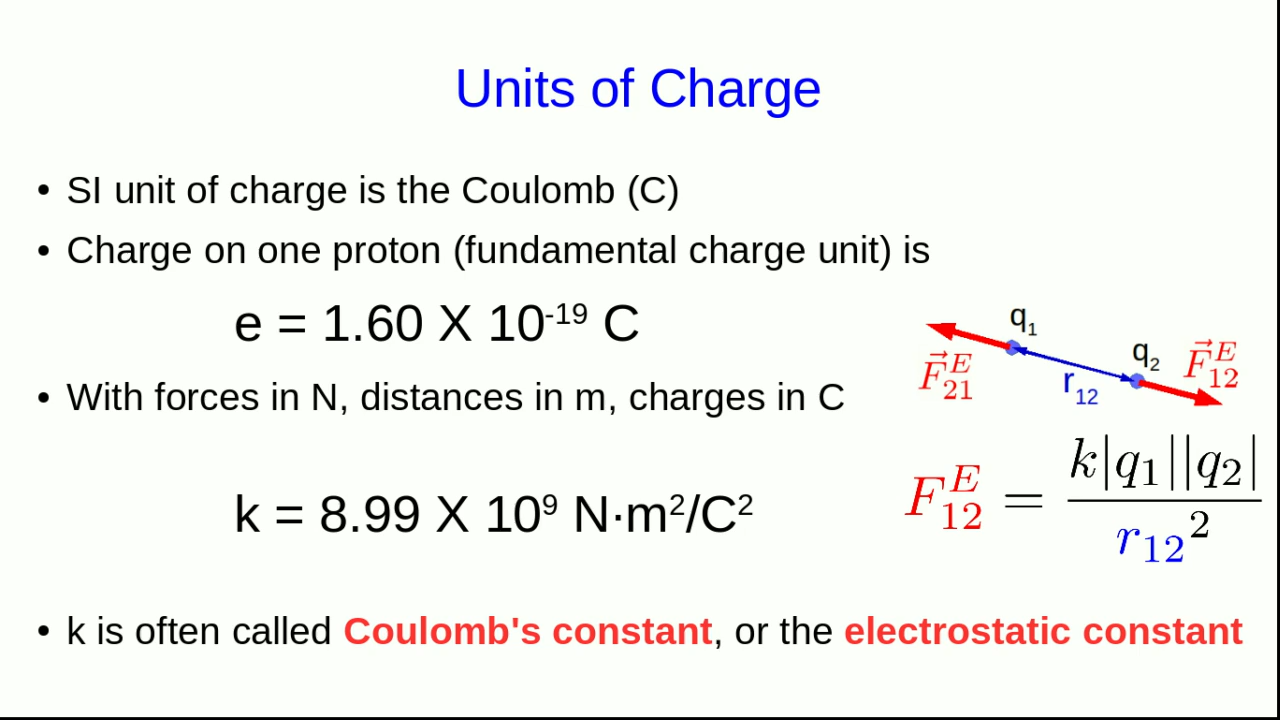 Units of Charge
• SI unit of charge is the Coulomb (C)
• Charge on one proton (fundamental charge unit) is
e = 1.60 X 10⁻¹⁹ C
• With forces in N, distances in m, charges in C
k = 8.99 X 10⁹ N·m²/C²
q₁
q₂
F⃗₂₁ᴱ
r₁₂
F⃗₁₂ᴱ
F₁₂ᴱ = k|q₁||q₂| / r₁₂²
• k is often called Coulomb's constant, or the electrostatic constant